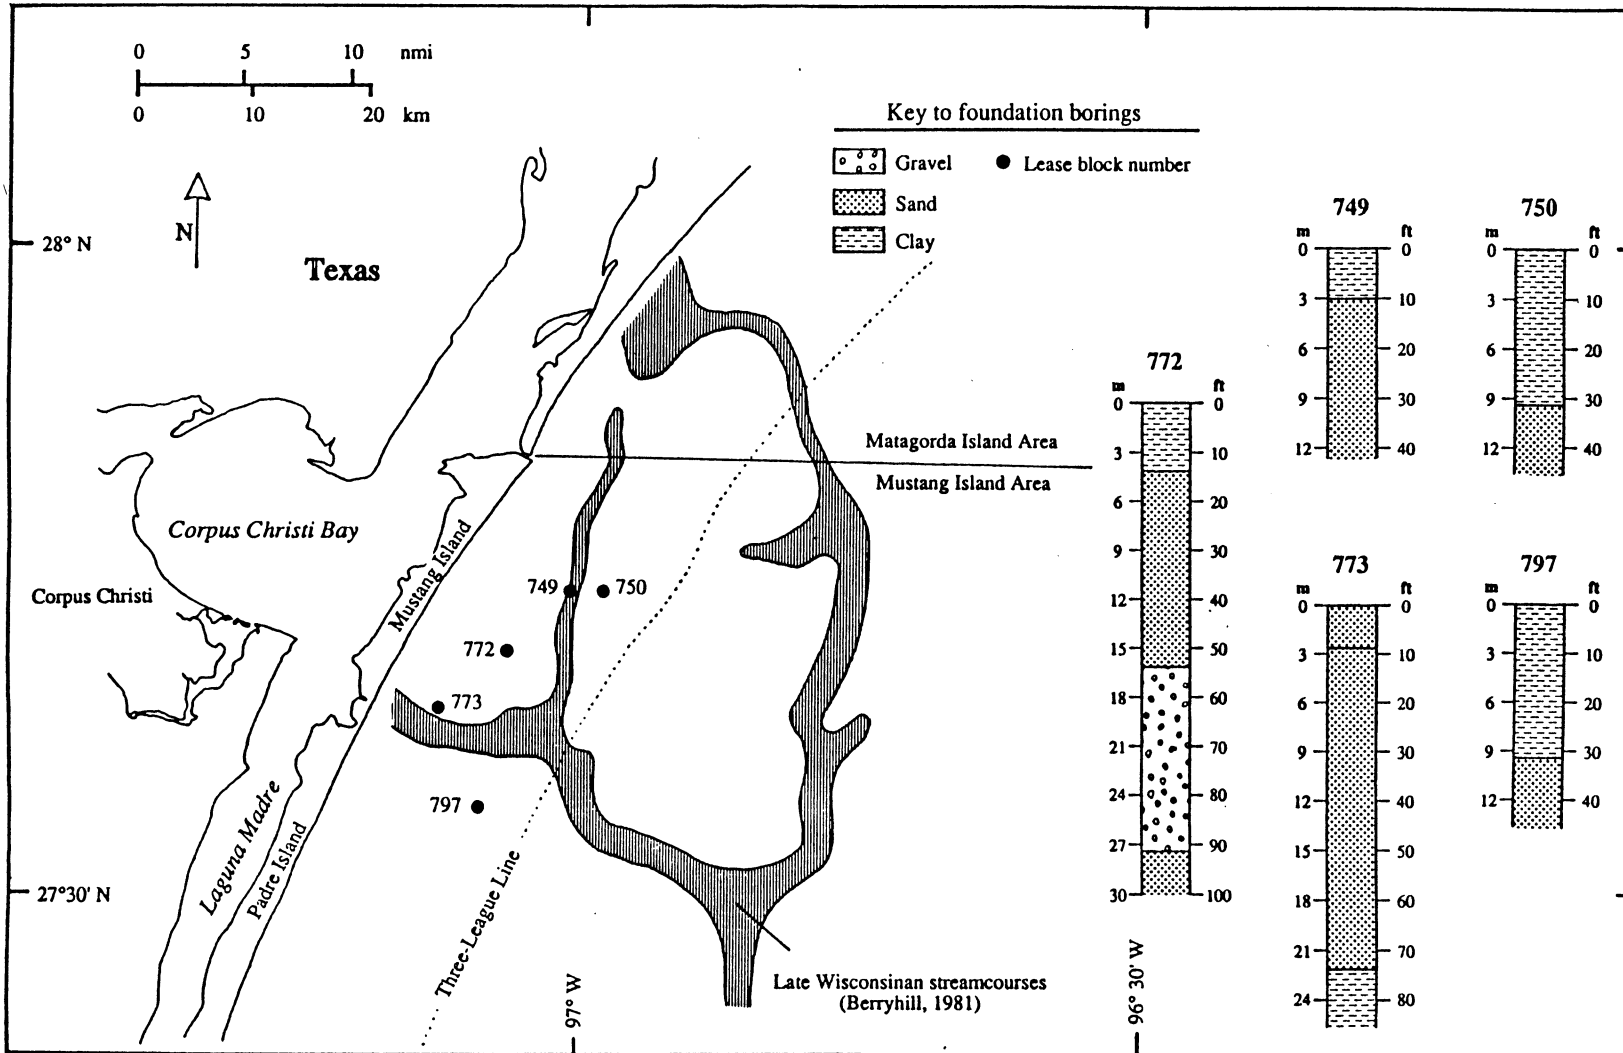 0 5 10 nmi
0 10 20 km
Key to foundation borings
Gravel
Lease block number
Sand
Clay
N
28° N
Texas
749
m ft
0 0
3 10
6 20
9 30
12 40
750
m ft
0 0
3 10
6 20
9 30
12 40
772
m ft
0 0
3 10
6 20
9 30
12 40
15 50
18 60
21 70
24 80
27 90
30 100
Matagorda Island Area
Mustang Island Area
Corpus Christi Bay
Corpus Christi
Mustang Island
749
750
772
773
797
773
m ft
0 0
3 10
6 20
9 30
12 40
15 50
18 60
21 70
24 80
797
m ft
0 0
3 10
6 20
9 30
12 40
Laguna Madre
Padre Island
Three-League Line
27°30' N
97° W
96° 30' W
Late Wisconsinan streamcourses
(Berryhill, 1981)